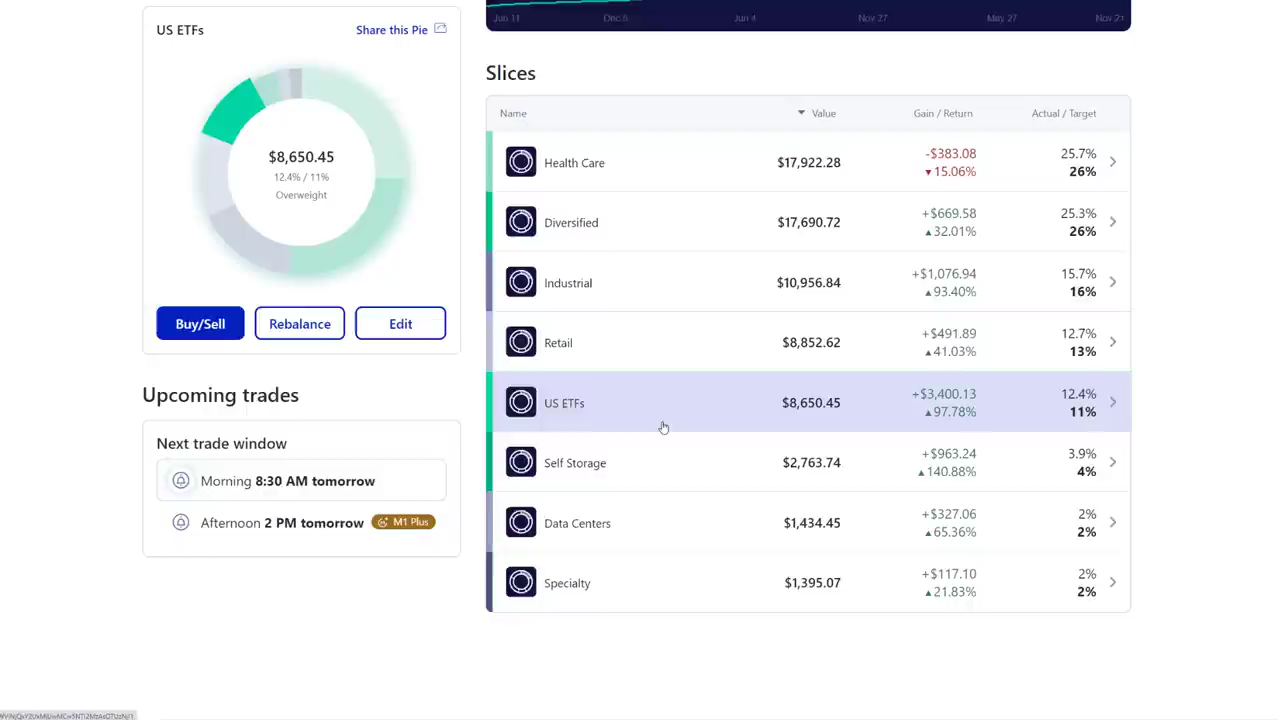 US ETFs
Share this Pie
$8,650.45
12.4% / 11%
Overweight
Buy/Sell
Rebalance
Edit
Upcoming trades
Next trade window
Morning 8:30 AM tomorrow
Afternoon 2 PM tomorrow
M1 Plus
Jun 11 Dec 6 Jun 4 Nov 27 May 27
Slices
Name Value Gain / Return Actual / Target
Health Care $17,922.28 -$383.08 25.7%
▼15.06% 26%
Diversified $17,690.72 +$669.58 25.3%
▲32.01% 26%
Industrial $10,956.84 +$1,076.94 15.7%
▲93.40% 16%
Retail $8,852.62 +$491.89 12.7%
▲41.03% 13%
US ETFs $8,650.45 +$3,400.13 12.4%
▲97.78% 11%
Self Storage $2,763.74 +$963.24 3.9%
▲140.88% 4%
Data Centers $1,434.45 +$327.06 2%
▲65.36% 2%
Specialty $1,395.07 +$117.10 2%
▲21.83% 2%